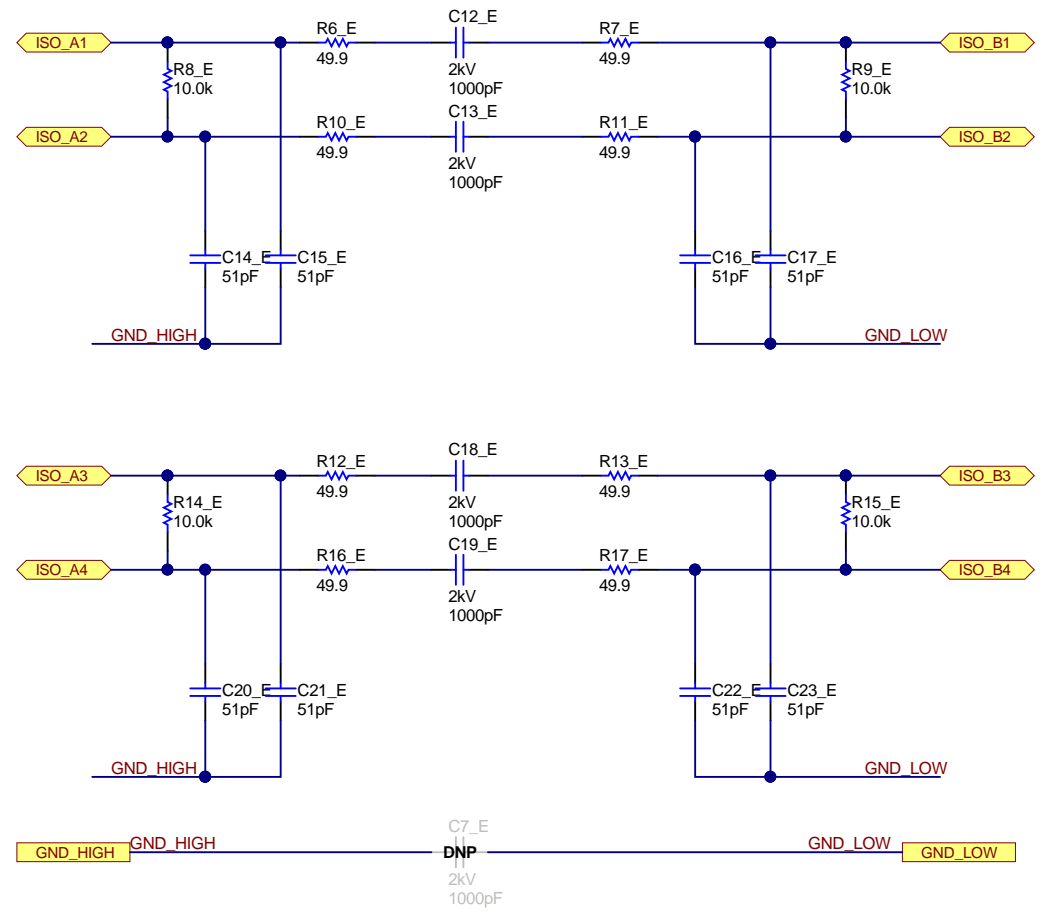 C12_E
ISO_A1
R6_E
R7_E
ISO_B1
49.9
2kV
1000pF
49.9
R8_E
10.0k
R9_E
10.0k
C13_E
ISO_A2
R10_E
R11_E
ISO_B2
49.9
2kV
1000pF
49.9
C14_E
51pF
C15_E
51pF
C16_E
51pF
C17_E
51pF
GND_HIGH
GND_LOW
C18_E
ISO_A3
R12_E
R13_E
ISO_B3
49.9
2kV
1000pF
49.9
R14_E
10.0k
R15_E
10.0k
C19_E
ISO_A4
R16_E
R17_E
ISO_B4
49.9
2kV
1000pF
49.9
C20_E
51pF
C21_E
51pF
C22_E
51pF
C23_E
51pF
GND_HIGH
GND_LOW
C7_E
GND_HIGH
GND_HIGH
DNP
GND_LOW
GND_LOW
2kV
1000pF